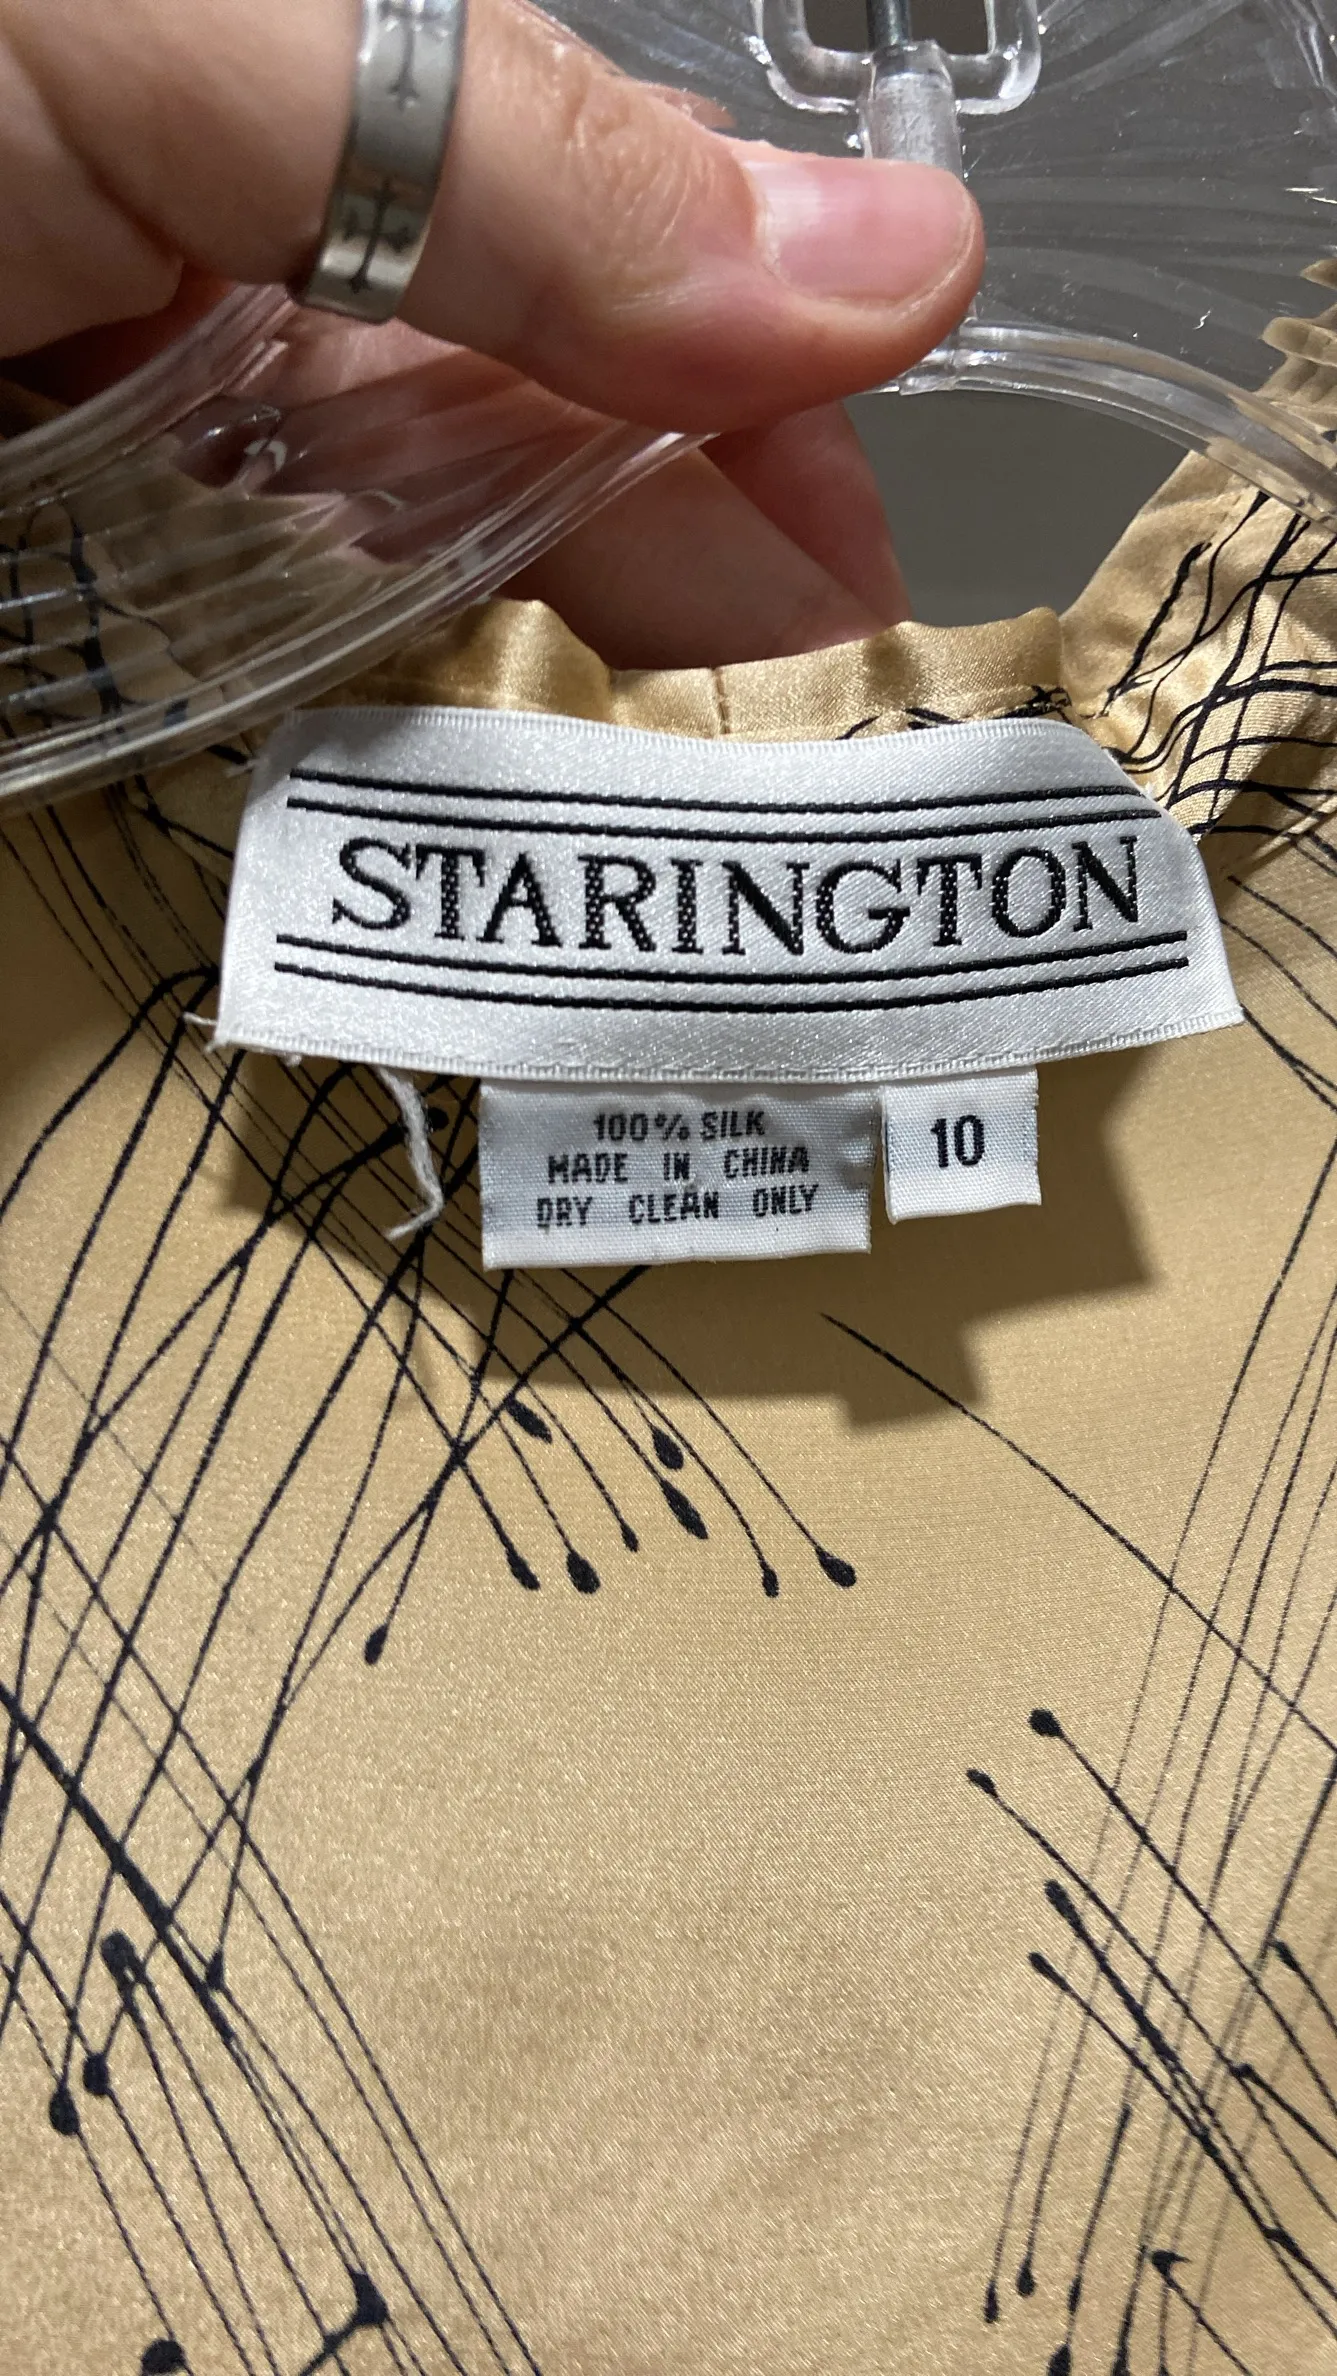 STARINGTON
100% SILK
MADE IN CHINA
DRY CLEAN ONLY
10